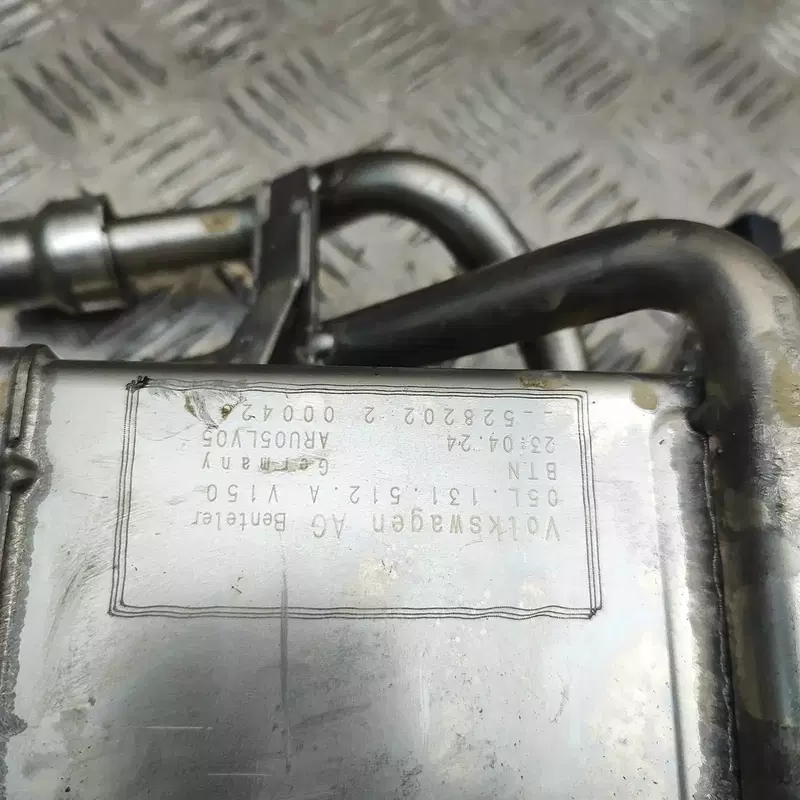 Volkswagen AG Benteler
05L.131.512.A V150
BTN Germany
23.04.24 ARU05LV05
--528202 2 00042